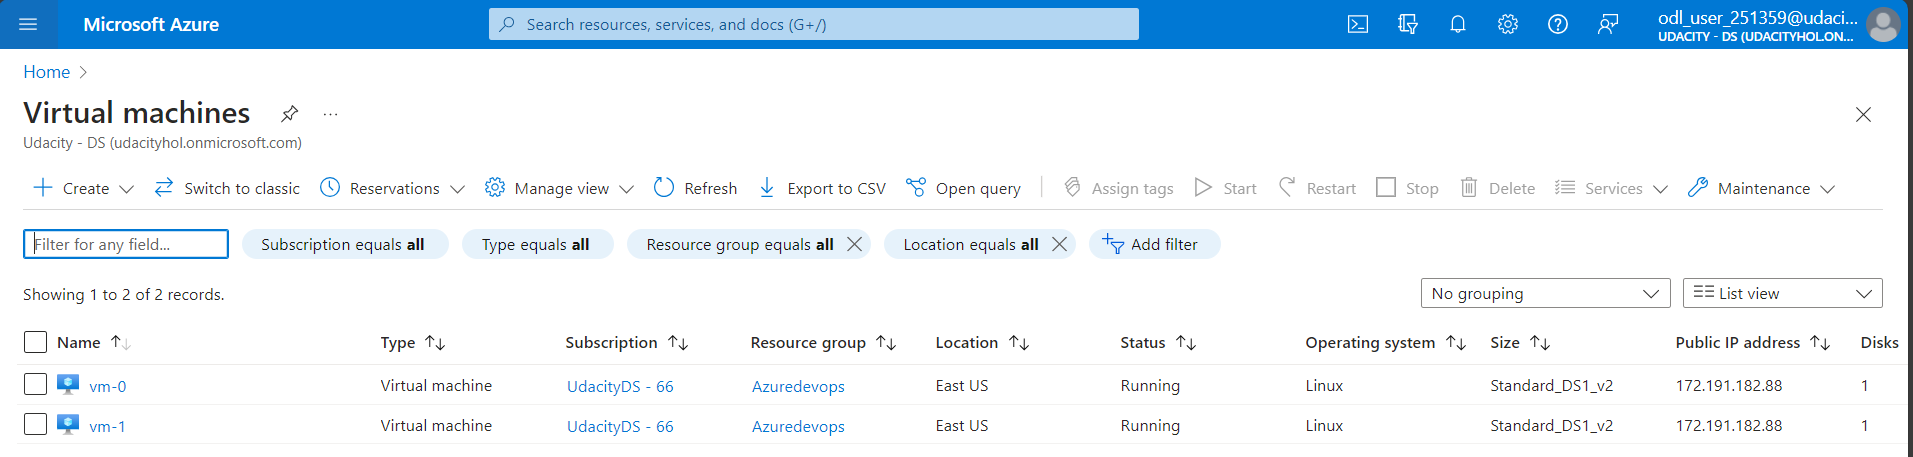 Microsoft Azure
Search resources, services, and docs (G+/)
odl_user_251359@udaci...
UDACITY - DS (UDACITYHOL.ON...
Home
Virtual machines
Udacity - DS (udacityhol.onmicrosoft.com)
Create Switch to classic Reservations Manage view Refresh Export to CSV Open query Assign tags Start Restart Stop Delete Services Maintenance
Filter for any field... Subscription equals all Type equals all Resource group equals all Location equals all Add filter
Showing 1 to 2 of 2 records. No grouping List view
Name Type Subscription Resource group Location Status Operating system Size Public IP address Disks
vm-0 Virtual machine UdacityDS - 66 Azuredevops East US Running Linux Standard_DS1_v2 172.191.182.88 1
vm-1 Virtual machine UdacityDS - 66 Azuredevops East US Running Linux Standard_DS1_v2 172.191.182.88 1